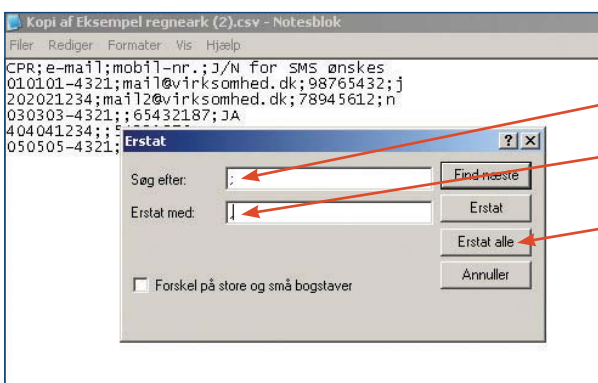 Kopi af Eksempel regneark (2).csv - Notesblok
Filer Rediger Formater Vis Hjælp
CPR;e-mail;mobil-nr.;J/N for SMS ønskes
010101-4321;mail@virksomhed.dk;98765432;j
202021234;mail2@virksomhed.dk;78945612;n
030303-4321;;65432187;JA
404041234;;
050505-4321;
Erstat
Søg efter: ;
Find næste
Erstat med: ,
Erstat
Erstat alle
Annuller
Forskel på store og små bogstaver